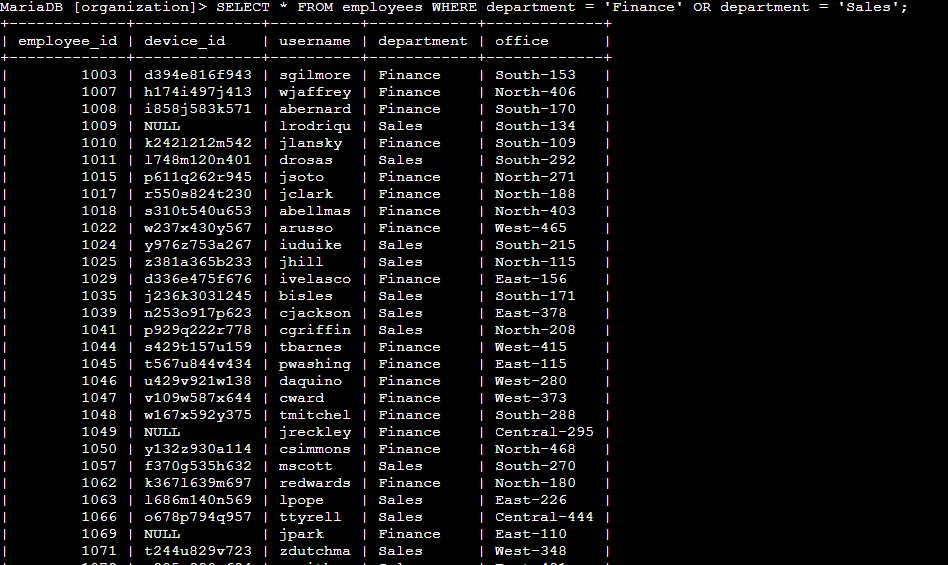 MariaDB [organization]> SELECT * FROM employees WHERE department = 'Finance' OR department = 'Sales';
+-------------+--------------+----------+------------+-------------+
| employee_id | device_id    | username | department | office      |
+-------------+--------------+----------+------------+-------------+
|        1003 | d394e816f943 | sgilmore | Finance    | South-153   |
|        1007 | h174i497j413 | wjaffrey | Finance    | North-406   |
|        1008 | i858j583k571 | abernard | Finance    | South-170   |
|        1009 | NULL         | lrodriqu | Sales      | South-134   |
|        1010 | k242l212m542 | jlansky  | Finance    | South-109   |
|        1011 | l748m120n401 | drosas   | Sales      | South-292   |
|        1015 | p611q262r945 | jsoto    | Finance    | North-271   |
|        1017 | r550s824t230 | jclark   | Finance    | North-188   |
|        1018 | s310t540u653 | abellmas | Finance    | North-403   |
|        1022 | w237x430y567 | arusso   | Finance    | West-465    |
|        1024 | y976z753a267 | iuduike  | Sales      | South-215   |
|        1025 | z381a365b233 | jhill    | Sales      | North-115   |
|        1029 | d336e475f676 | ivelasco | Finance    | East-156    |
|        1035 | j236k303l245 | bisles   | Sales      | South-171   |
|        1039 | n253o917p623 | cjackson | Sales      | East-378    |
|        1041 | p929q222r778 | cgriffin | Sales      | North-208   |
|        1044 | s429t157u159 | tbarnes  | Finance    | West-415    |
|        1045 | t567u844v434 | pwashing | Finance    | East-115    |
|        1046 | u429v921w138 | daquino  | Finance    | West-280    |
|        1047 | v109w587x644 | cward    | Finance    | West-373    |
|        1048 | w167x592y375 | tmitchel | Finance    | South-288   |
|        1049 | NULL         | jreckley | Finance    | Central-295 |
|        1050 | y132z930a114 | csimmons | Finance    | North-468   |
|        1057 | f370g535h632 | mscott   | Sales      | South-270   |
|        1062 | k367l639m697 | redwards | Finance    | North-180   |
|        1063 | l686m140n569 | lpope    | Sales      | East-226    |
|        1066 | o678p794q957 | ttyrell  | Sales      | Central-444 |
|        1069 | NULL         | jpark    | Finance    | East-110    |
|        1071 | t244u829v723 | zdutchma | Sales      | West-348    |